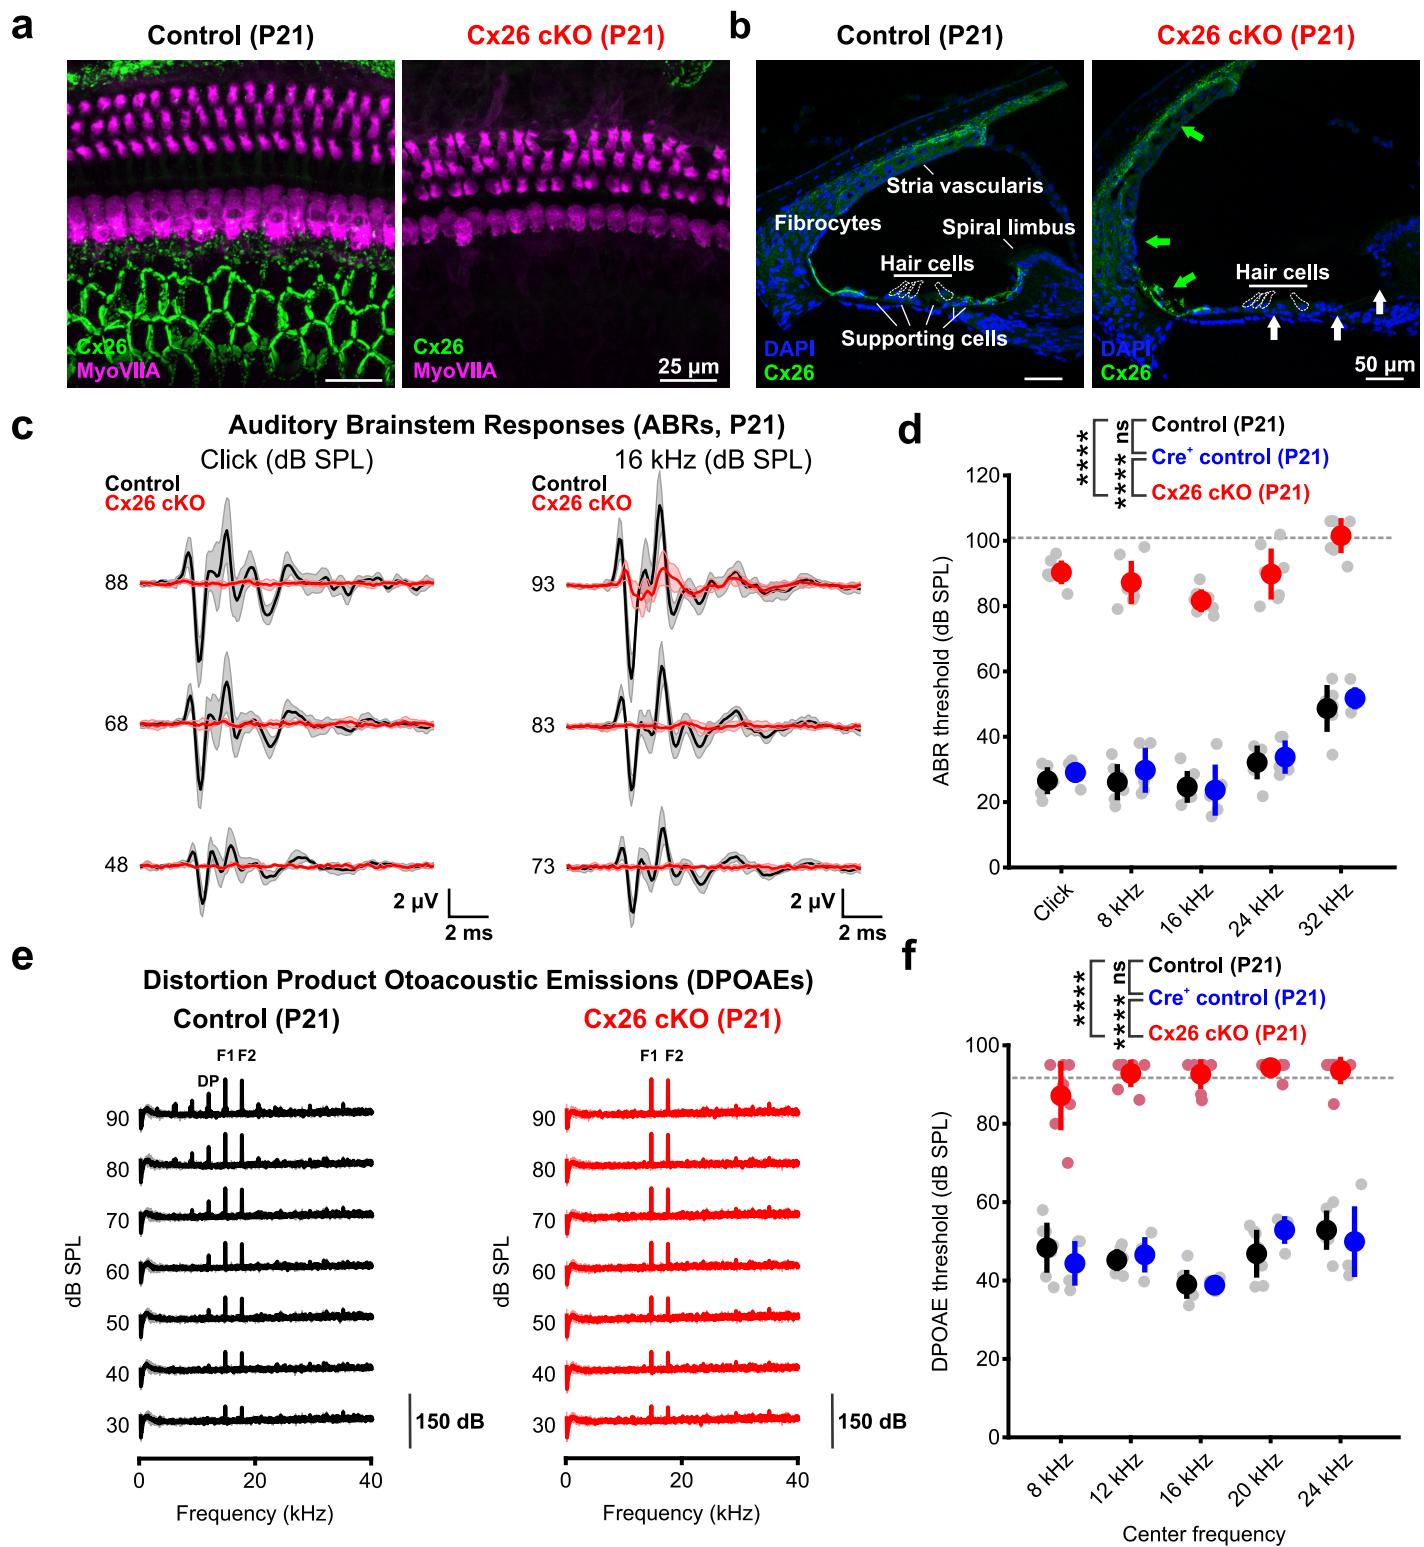 a
Control (P21)
Cx26 cKO (P21)
Cx26
MyoVIIA
Cx26
MyoVIIA
25 µm
b
Control (P21)
Cx26 cKO (P21)
Stria vascularis
Fibrocytes
Spiral limbus
Hair cells
Supporting cells
DAPI
Cx26
Hair cells
DAPI
Cx26
50 µm
c
Auditory Brainstem Responses (ABRs, P21)
Click (dB SPL)
16 kHz (dB SPL)
Control
Cx26 cKO
Control
Cx26 cKO
88
68
48
2 µV
2 ms
93
83
73
2 µV
2 ms
d
Control (P21)
Cre+ control (P21)
Cx26 cKO (P21)
****
ns
****
ABR threshold (dB SPL)
120
100
80
60
40
20
0
Click
8 kHz
16 kHz
24 kHz
32 kHz
e
Distortion Product Otoacoustic Emissions (DPOAEs)
Control (P21)
Cx26 cKO (P21)
F1 F2
DP
90
80
70
60
50
40
30
dB SPL
150 dB
0 20 40
Frequency (kHz)
F1 F2
90
80
70
60
50
40
30
dB SPL
150 dB
0 20 40
Frequency (kHz)
f
Control (P21)
Cre+ control (P21)
Cx26 cKO (P21)
****
ns
****
DPOAE threshold (dB SPL)
100
80
60
40
20
0
8 kHz
12 kHz
16 kHz
20 kHz
24 kHz
Center frequency